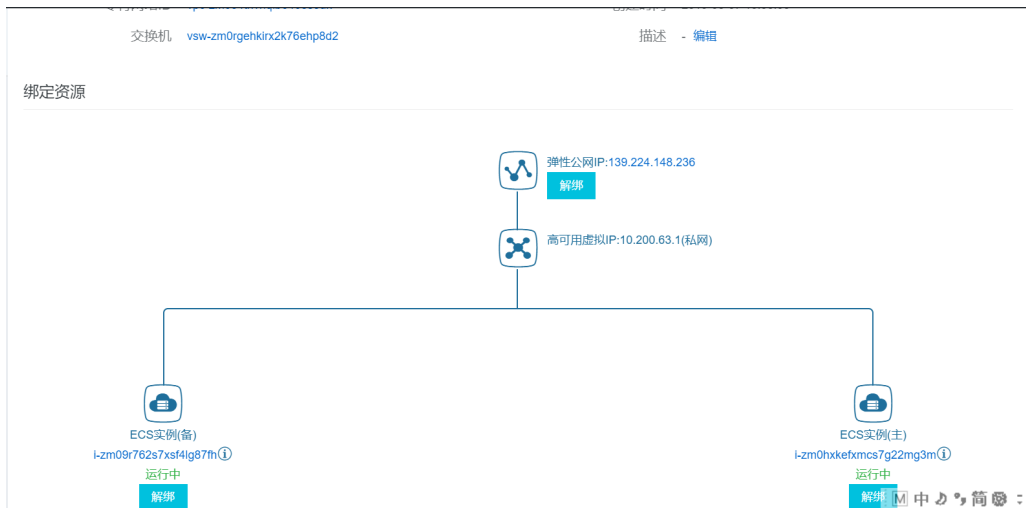 交换机 vsw-zm0rgehkirx2k76ehp8d2 描述 - 编辑
绑定资源
弹性公网IP:139.224.148.236
解绑
高可用虚拟IP:10.200.63.1(私网)
ECS实例(备) ECS实例(主)
i-zm09r762s7xsf4lg87fh i-zm0hxkefxmcs7g22mg3m
运行中 运行中
解绑 解绑 M 中 简